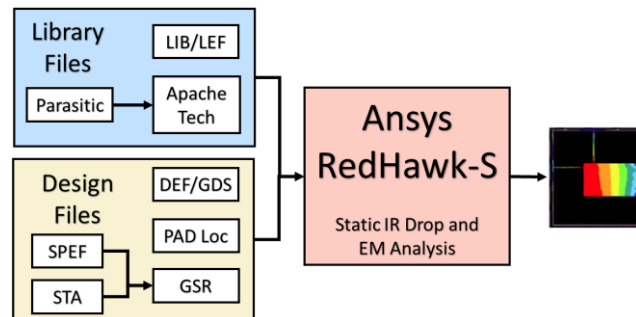 Library
Files
LIB/LEF
Parasitic
Apache
Tech
Design
Files
DEF/GDS
SPEF
PAD Loc
STA
GSR
Ansys
RedHawk-S
Static IR Drop and
EM Analysis